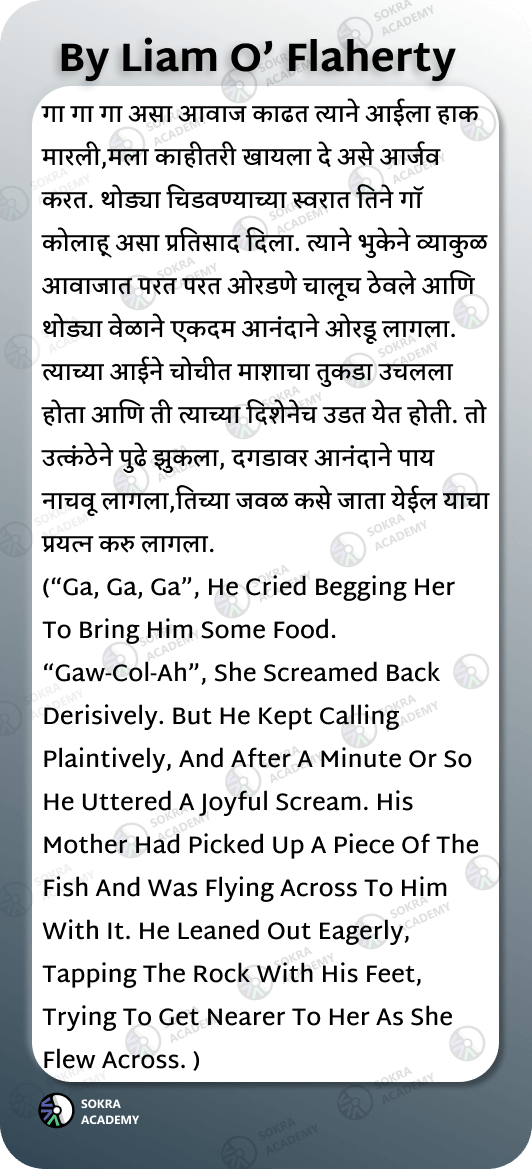 By Liam O’ Flaherty
गा गा गा असा आवाज काढत त्याने आईला हाक
मारली,मला काहीतरी खायला दे असे आर्जव
करत. थोड्या चिडवण्याच्या स्वरात तिने गॉ
कोलाह् असा प्रतिसाद दिला. त्याने भुकेने व्याकुळ
आवाजात परत परत ओरडणे चालूच ठेवले आणि
थोड्या वेळाने एकदम आनंदाने ओरडू लागला.
त्याच्या आईने चोचीत माशाचा तुकडा उचलला
होता आणि ती त्याच्या दिशेनेच उडत येत होती. तो
उत्कंठेने पुढे झुकला, दगडावर आनंदाने पाय
नाचवू लागला,तिच्या जवळ कसे जाता येईल याचा
प्रयत्न करु लागला.
(“Ga, Ga, Ga”, He Cried Begging Her
To Bring Him Some Food.
“Gaw-Col-Ah”, She Screamed Back
Derisively. But He Kept Calling
Plaintively, And After A Minute Or So
He Uttered A Joyful Scream. His
Mother Had Picked Up A Piece Of The
Fish And Was Flying Across To Him
With It. He Leaned Out Eagerly,
Tapping The Rock With His Feet,
Trying To Get Nearer To Her As She
Flew Across. )
SOKRA
ACADEMY